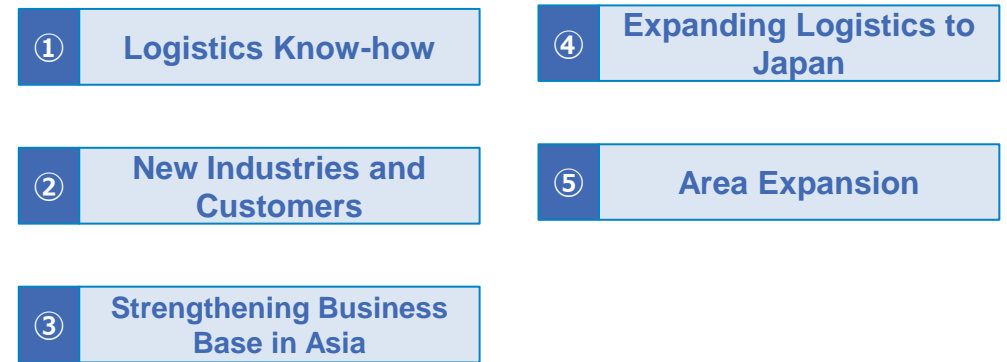 ① Logistics Know-how
② New Industries and
Customers
③ Strengthening Business
Base in Asia
④ Expanding Logistics to
Japan
⑤ Area Expansion